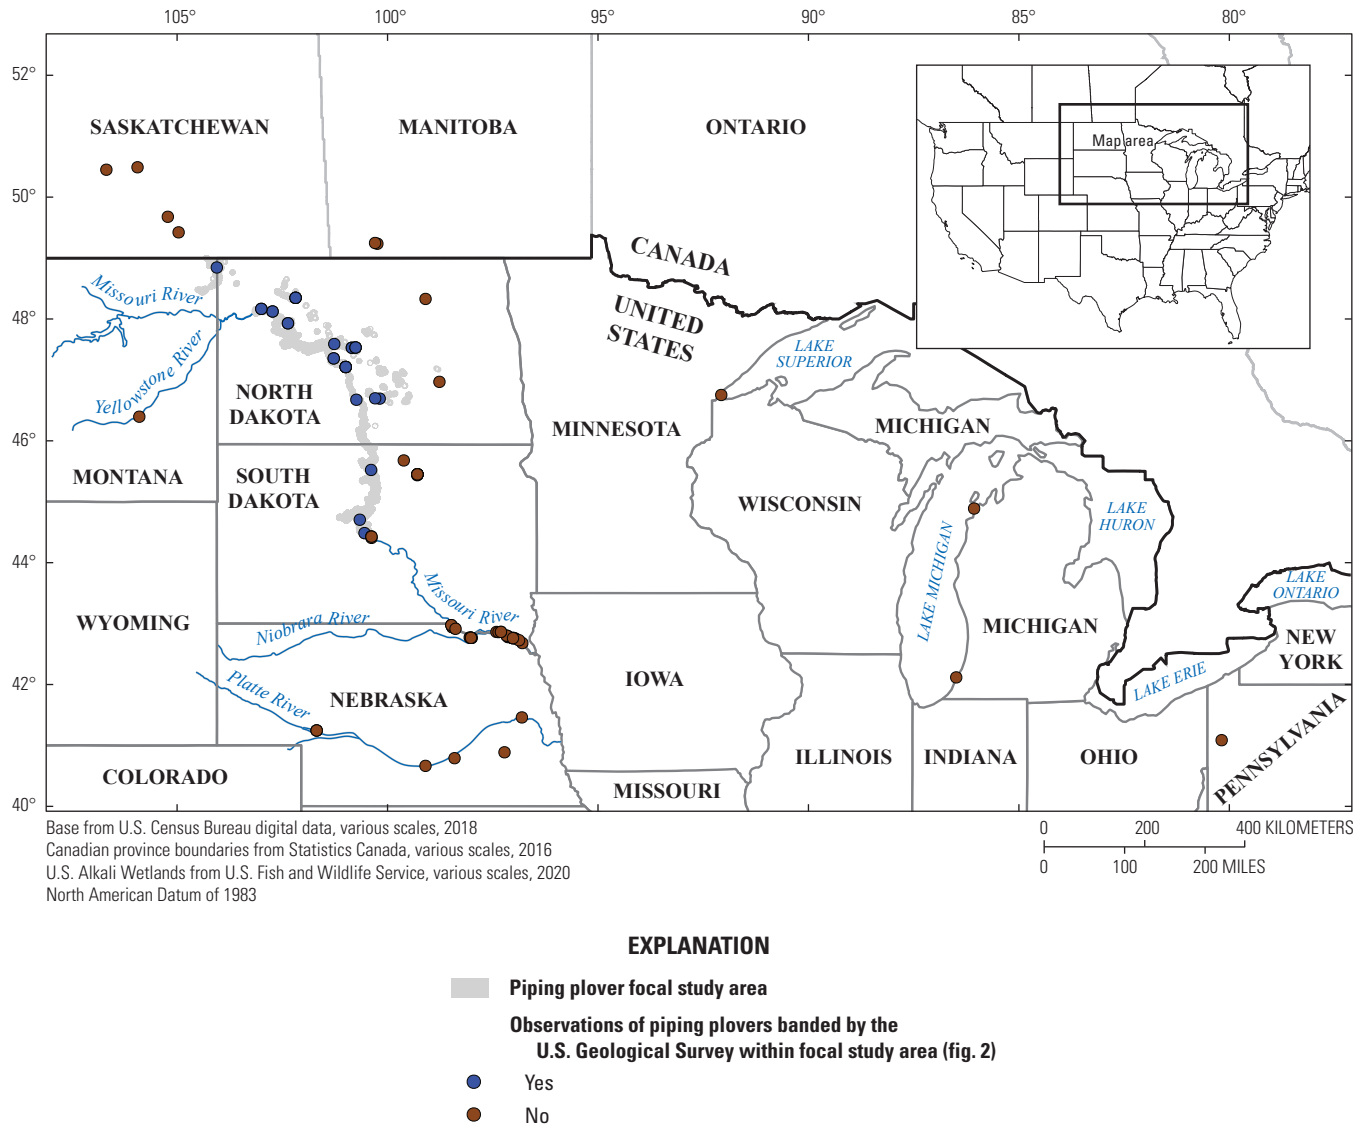 105°
100°
95°
90°
85°
80°
52°
50°
48°
46°
44°
42°
40°
SASKATCHEWAN
MANITOBA
ONTARIO
Map area
CANADA
UNITED
STATES
Missouri River
Yellowstone River
LAKE
SUPERIOR
NORTH
DAKOTA
MINNESOTA
MICHIGAN
MONTANA
SOUTH
DAKOTA
WISCONSIN
LAKE
HURON
LAKE MICHIGAN
LAKE
ONTARIO
WYOMING
Missouri River
Niobrara River
MICHIGAN
NEW
YORK
LAKE ERIE
Platte River
NEBRASKA
IOWA
PENNSYLVANIA
COLORADO
ILLINOIS
INDIANA
OHIO
MISSOURI
Base from U.S. Census Bureau digital data, various scales, 2018
Canadian province boundaries from Statistics Canada, various scales, 2016
U.S. Alkali Wetlands from U.S. Fish and Wildlife Service, various scales, 2020
North American Datum of 1983
0 200 400 KILOMETERS
0 100 200 MILES
EXPLANATION
Piping plover focal study area
Observations of piping plovers banded by the
U.S. Geological Survey within focal study area (fig. 2)
Yes
No